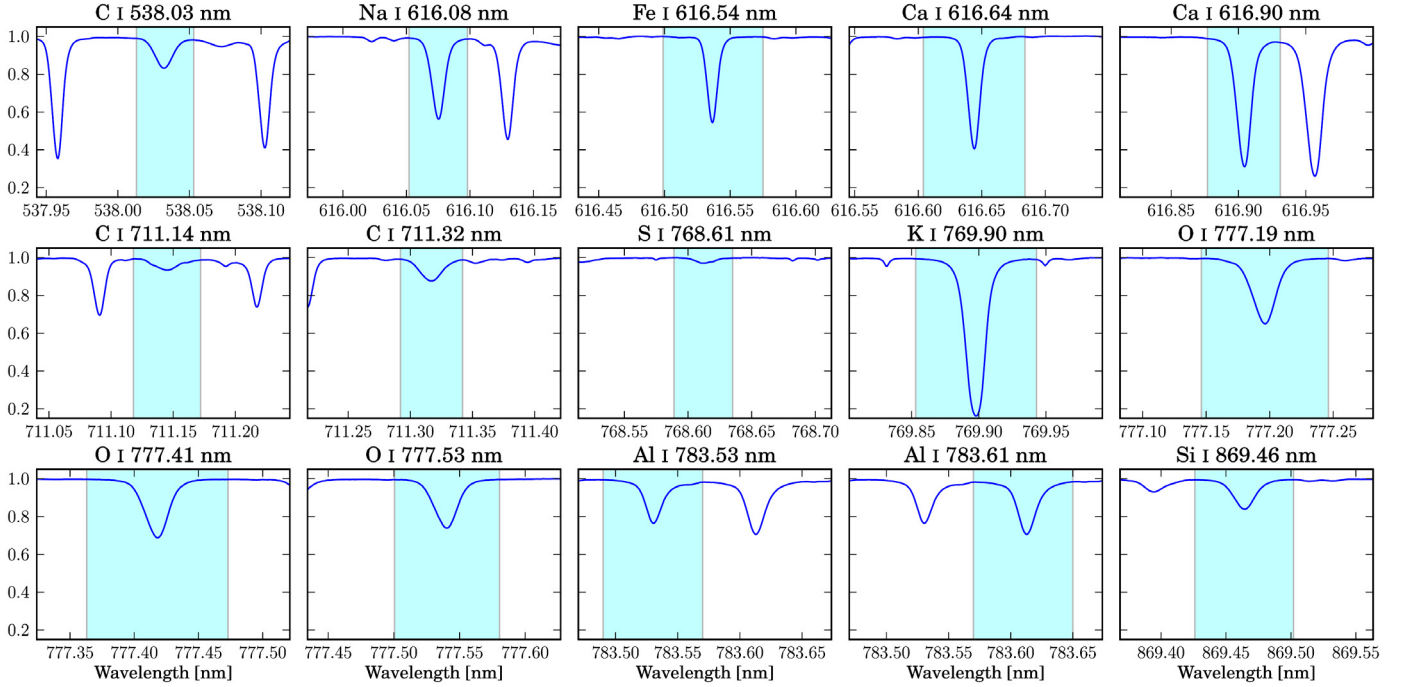 C I 538.03 nm Na I 616.08 nm Fe I 616.54 nm Ca I 616.64 nm Ca I 616.90 nm
1.0
0.8
0.6
0.4
0.2
537.95 538.00 538.05 538.10 616.00 616.05 616.10 616.15 616.45 616.50 616.55 616.60 616.55 616.60 616.65 616.70 616.85 616.90 616.95
C I 711.14 nm C I 711.32 nm S I 768.61 nm K I 769.90 nm O I 777.19 nm
1.0
0.8
0.6
0.4
0.2
711.05 711.10 711.15 711.20 711.25 711.30 711.35 711.40 768.55 768.60 768.65 768.70 769.85 769.90 769.95 777.10 777.15 777.20 777.25
O I 777.41 nm O I 777.53 nm Al I 783.53 nm Al I 783.61 nm Si I 869.46 nm
1.0
0.8
0.6
0.4
0.2
777.35 777.40 777.45 777.50 777.45 777.50 777.55 777.60 783.50 783.55 783.60 783.65 783.50 783.55 783.60 783.65 869.40 869.45 869.50 869.55
Wavelength [nm] Wavelength [nm] Wavelength [nm] Wavelength [nm] Wavelength [nm]